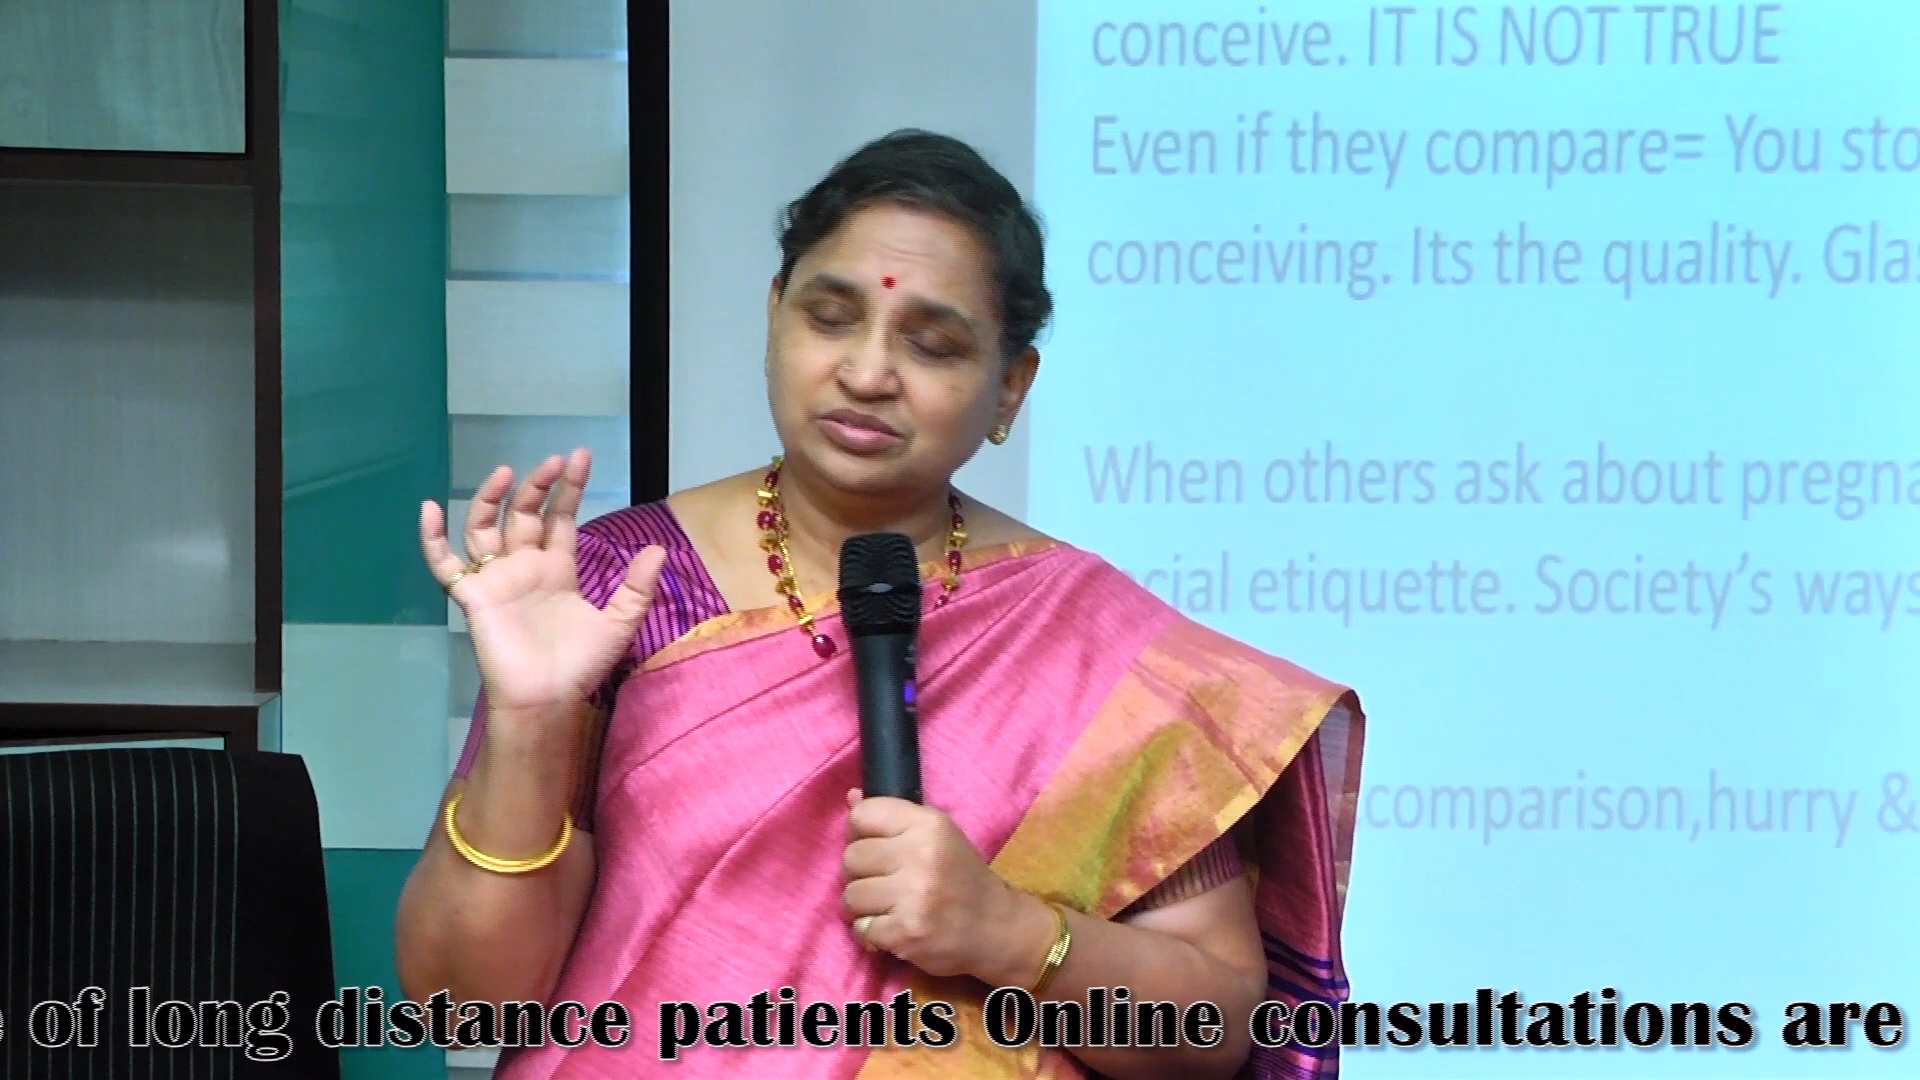 conceive. IT IS NOT TRUE
Even if they compare= You sto
conceiving. Its the quality. Glas
When others ask about pregna
cial etiquette. Society's ways
comparison,hurry &
of long distance patients Online consultations are